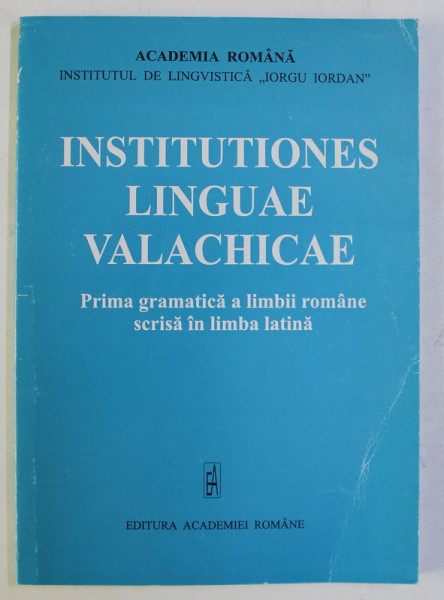 ACADEMIA ROMÂNĂ
INSTITUTUL DE LINGVISTICĂ „IORGU IORDAN”
INSTITUTIONES
LINGUAE
VALACHICAE
Prima gramatică a limbii române
scrisă în limba latină
EA
EDITURA ACADEMIEI ROMÂNE